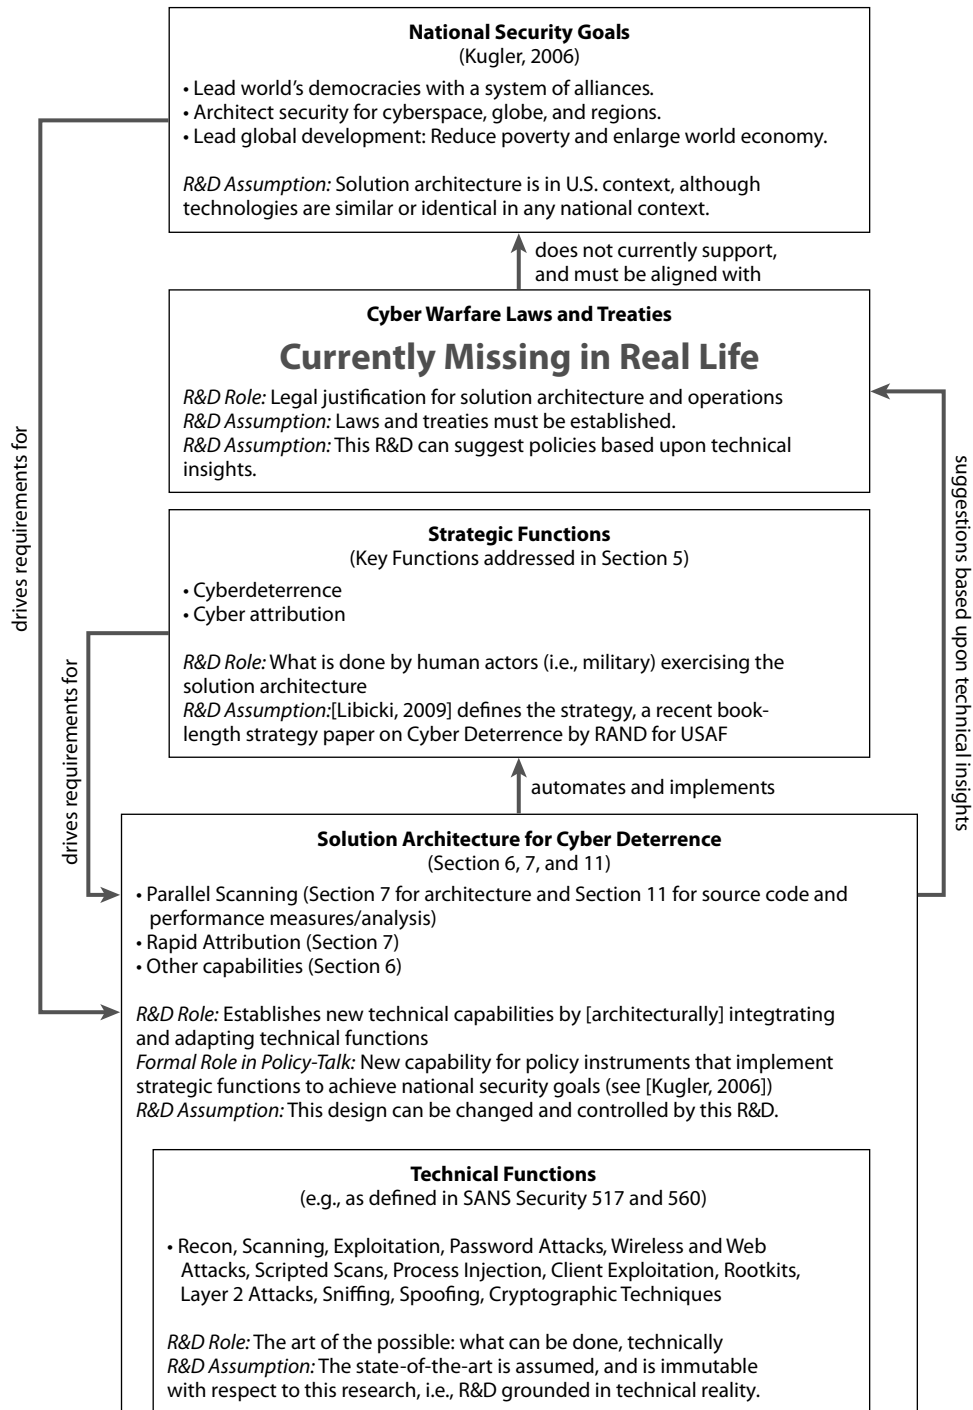 National Security Goals
(Kugler, 2006)
• Lead world's democracies with a system of alliances.
• Architect security for cyberspace, globe, and regions.
• Lead global development: Reduce poverty and enlarge world economy.
R&D Assumption: Solution architecture is in U.S. context, although
technologies are similar or identical in any national context.
does not currently support,
and must be aligned with
Cyber Warfare Laws and Treaties
Currently Missing in Real Life
R&D Role: Legal justification for solution architecture and operations
R&D Assumption: Laws and treaties must be established.
R&D Assumption: This R&D can suggest policies based upon technical
insights.
drives requirements for
suggestions based upon technical insights
Strategic Functions
(Key Functions addressed in Section 5)
• Cyberdeterrence
• Cyber attribution
R&D Role: What is done by human actors (i.e., military) exercising the
solution architecture
R&D Assumption:[Libicki, 2009] defines the strategy, a recent book-
length strategy paper on Cyber Deterrence by RAND for USAF
drives requirements for
automates and implements
Solution Architecture for Cyber Deterrence
(Section 6, 7, and 11)
• Parallel Scanning (Section 7 for architecture and Section 11 for source code and
performance measures/analysis)
• Rapid Attribution (Section 7)
• Other capabilities (Section 6)
R&D Role: Establishes new technical capabilities by [architecturally] integtrating
and adapting technical functions
Formal Role in Policy-Talk: New capability for policy instruments that implement
strategic functions to achieve national security goals (see [Kugler, 2006])
R&D Assumption: This design can be changed and controlled by this R&D.
Technical Functions
(e.g., as defined in SANS Security 517 and 560)
• Recon, Scanning, Exploitation, Password Attacks, Wireless and Web
Attacks, Scripted Scans, Process Injection, Client Exploitation, Rootkits,
Layer 2 Attacks, Sniffing, Spoofing, Cryptographic Techniques
R&D Role: The art of the possible: what can be done, technically
R&D Assumption: The state-of-the-art is assumed, and is immutable
with respect to this research, i.e., R&D grounded in technical reality.